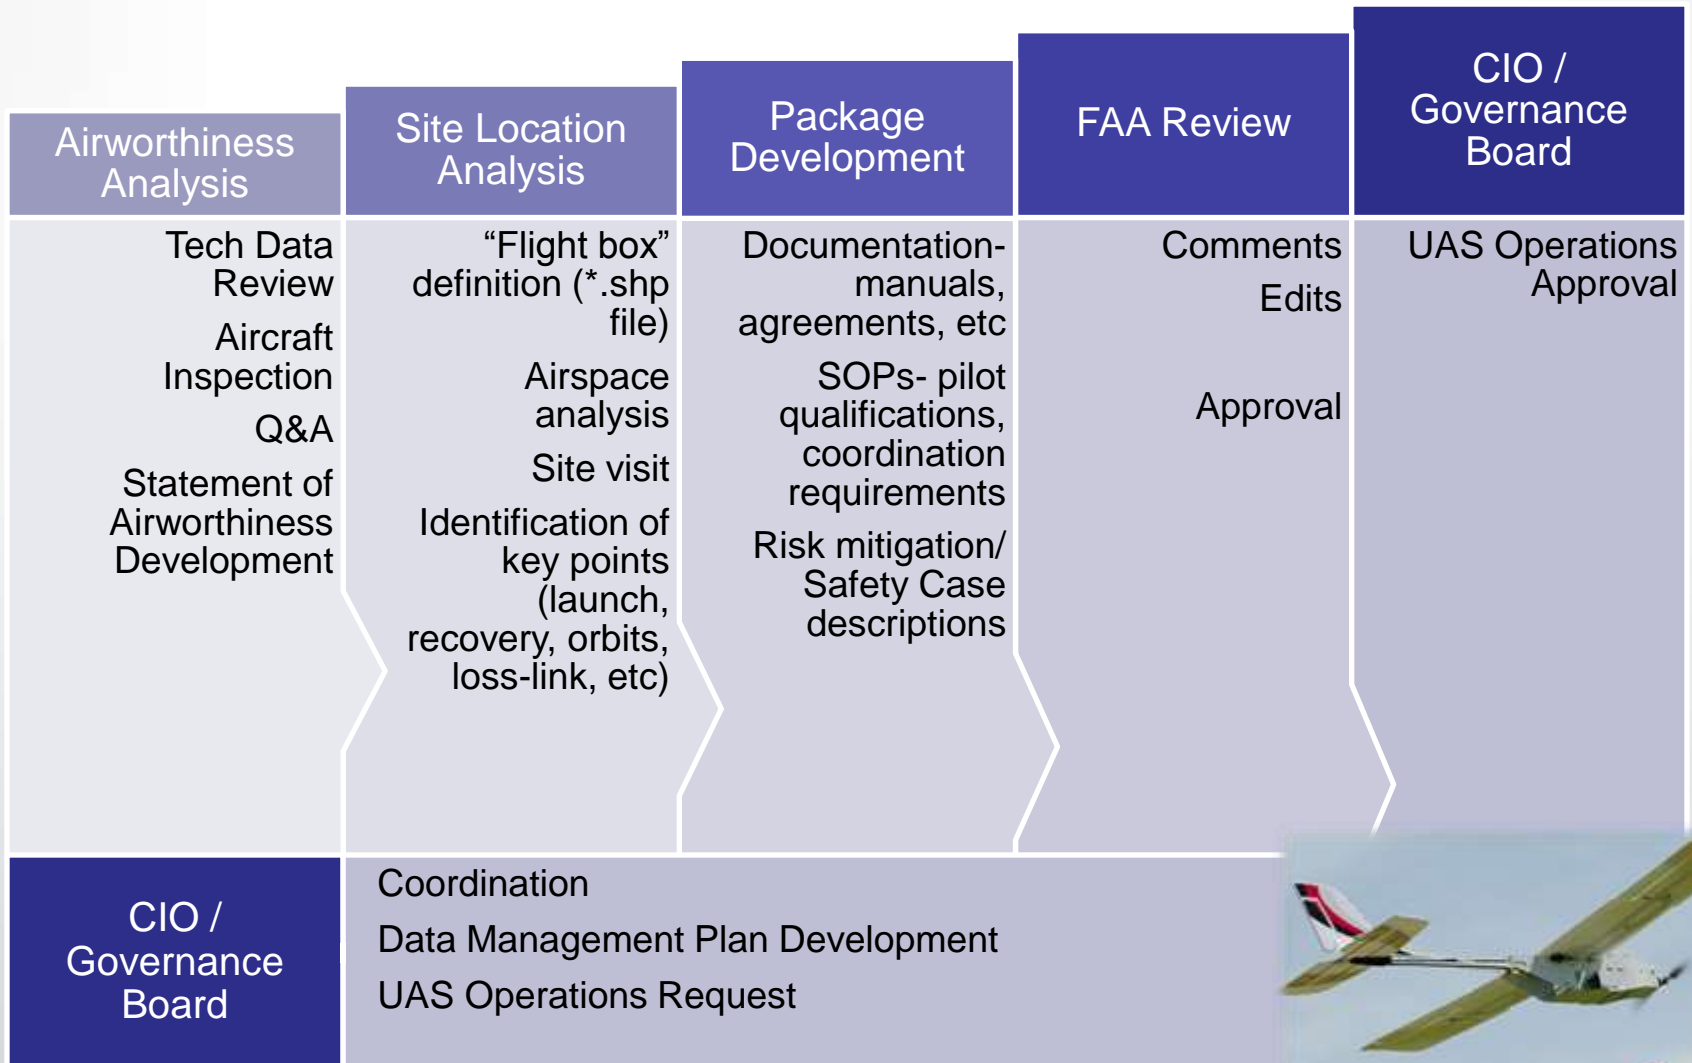 Airworthiness
Analysis
Tech Data
Review
Aircraft
Inspection
Q&A
Statement of
Airworthiness
Development
Site Location
Analysis
“Flight box”
definition (*.shp
file)
Airspace
analysis
Site visit
Identification of
key points
(launch,
recovery, orbits,
loss-link, etc)
Package
Development
Documentation-
manuals,
agreements, etc
SOPs- pilot
qualifications,
coordination
requirements
Risk mitigation/
Safety Case
descriptions
FAA Review
Comments
Edits
Approval
CIO /
Governance
Board
UAS Operations
Approval
CIO /
Governance
Board
Coordination
Data Management Plan Development
UAS Operations Request